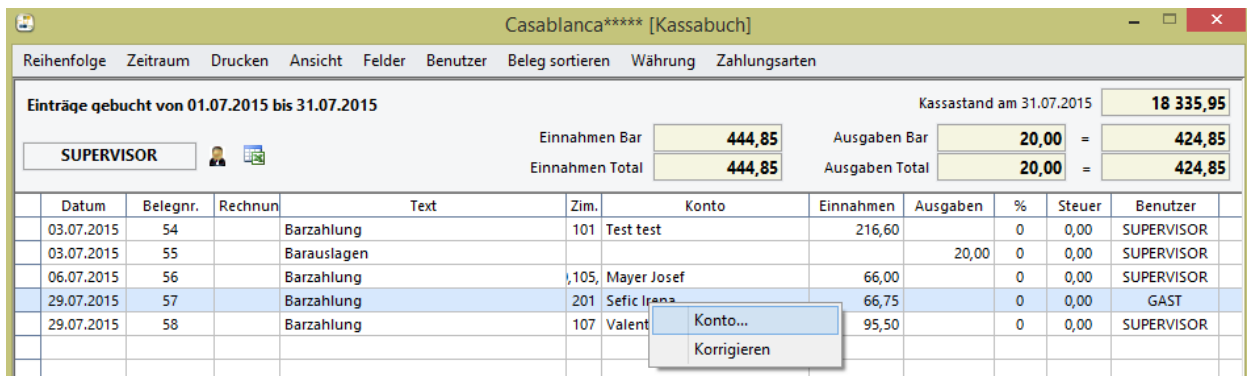 Casablanca***** [Kassabuch]
Reihenfolge Zeitraum Drucken Ansicht Felder Benutzer Beleg sortieren Währung Zahlungsarten
Einträge gebucht von 01.07.2015 bis 31.07.2015 Kassastand am 31.07.2015 18 335,95
Einnahmen Bar 444,85 Ausgaben Bar 20,00 = 424,85
SUPERVISOR
Einnahmen Total 444,85 Ausgaben Total 20,00 = 424,85
Datum Belegnr. Rechnun Text Zim. Konto Einnahmen Ausgaben % Steuer Benutzer
03.07.2015 54 Barzahlung 101 Test test 216,60 0 0,00 SUPERVISOR
03.07.2015 55 Barauslagen 20,00 0 0,00 SUPERVISOR
06.07.2015 56 Barzahlung ,105, Mayer Josef 66,00 0 0,00 SUPERVISOR
29.07.2015 57 Barzahlung 201 Sefic Irena 66,75 0 0,00 GAST
29.07.2015 58 Barzahlung 107 Valent 95,50 0 0,00 SUPERVISOR
Konto...
Korrigieren